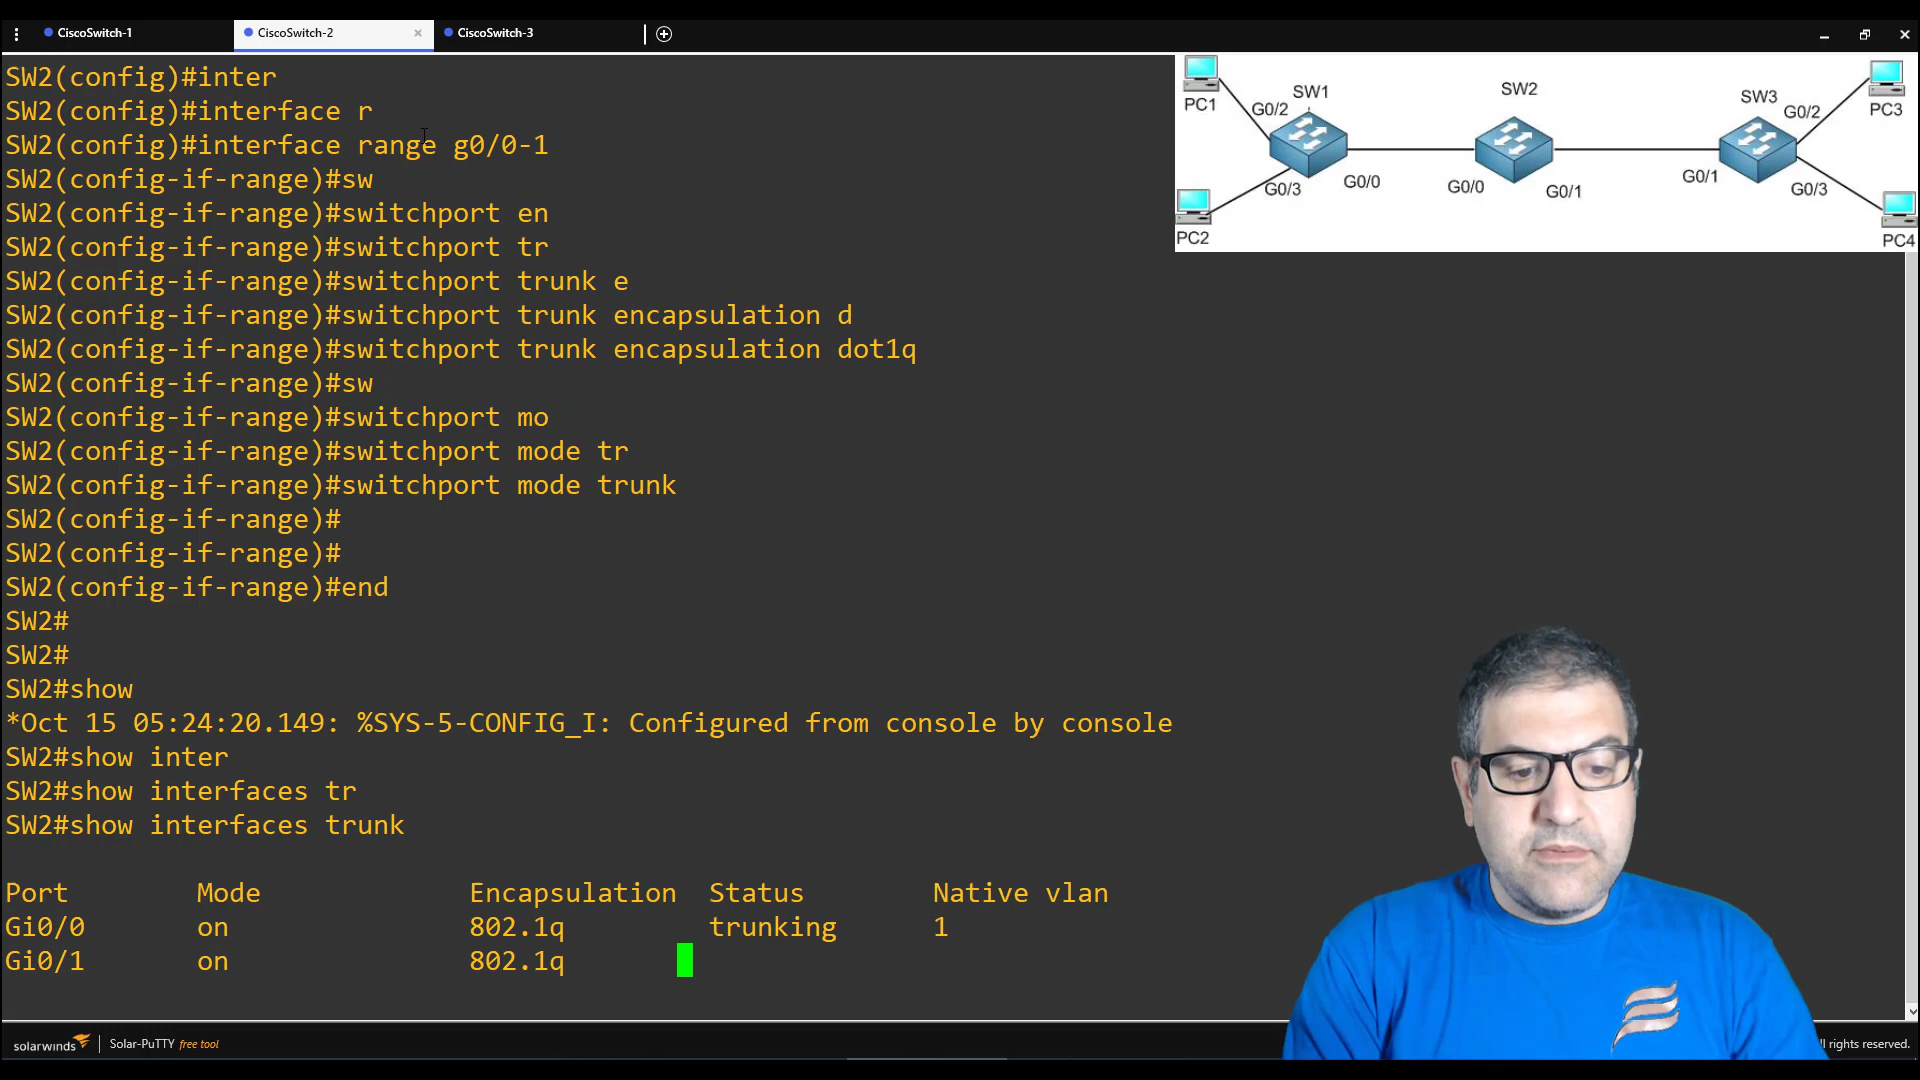 CiscoSwitch-1
CiscoSwitch-2
CiscoSwitch-3
SW2(config)#inter
SW2(config)#interface r
SW2(config)#interface range g0/0-1
SW2(config-if-range)#sw
SW2(config-if-range)#switchport en
SW2(config-if-range)#switchport tr
SW2(config-if-range)#switchport trunk e
SW2(config-if-range)#switchport trunk encapsulation d
SW2(config-if-range)#switchport trunk encapsulation dot1q
SW2(config-if-range)#sw
SW2(config-if-range)#switchport mo
SW2(config-if-range)#switchport mode tr
SW2(config-if-range)#switchport mode trunk
SW2(config-if-range)#
SW2(config-if-range)#
SW2(config-if-range)#end
SW2#
SW2#
SW2#show
*Oct 15 05:24:20.149: %SYS-5-CONFIG_I: Configured from console by console
SW2#show inter
SW2#show interfaces tr
SW2#show interfaces trunk
Port Mode Encapsulation Status Native vlan
Gi0/0 on 802.1q trunking 1
Gi0/1 on 802.1q
PC1
G0/2
SW1
SW2
SW3
G0/2
PC3
G0/3
G0/0
G0/0
G0/1
G0/1
G0/3
PC2
PC4
solarwinds
Solar-PuTTY free tool
ll rights reserved.